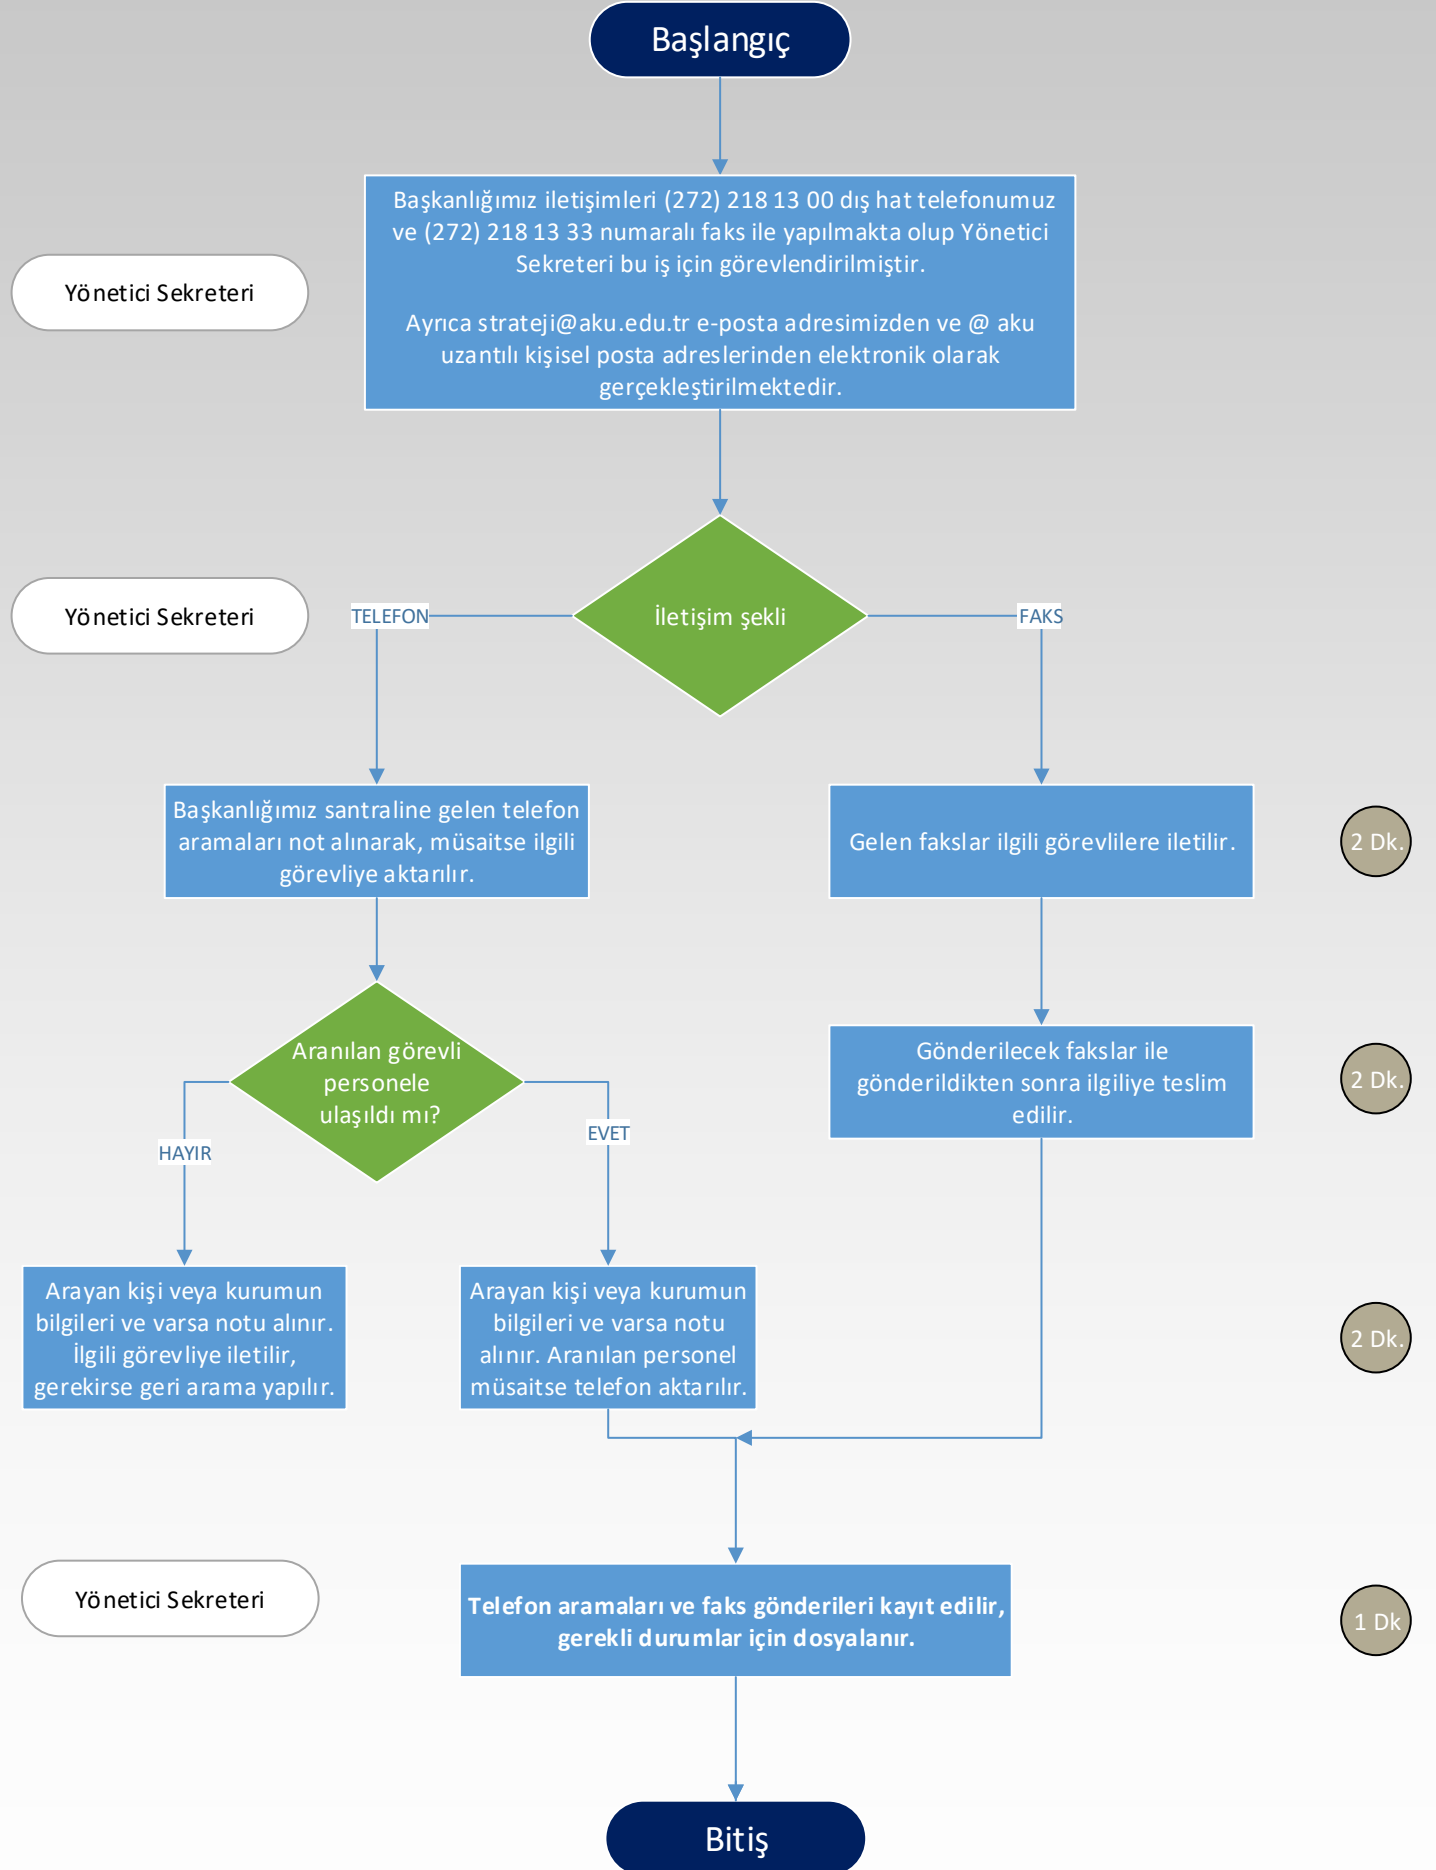 Başlangıç
Başkanlığımız iletişimleri (272) 218 13 00 dış hat telefonumuz
ve (272) 218 13 33 numaralı faks ile yapılmakta olup Yönetici
Sekreteri bu iş için görevlendirilmiştir.
Yönetici Sekreteri
Ayrıca strateji@aku.edu.tr e-posta adresimizden ve @ aku
uzantılı kişisel posta adreslerinden elektronik olarak
gerçekleştirilmektedir.
Yönetici Sekreteri
TELEFON
İletişim şekli
FAKS
Başkanlığımız santraline gelen telefon
aramaları not alınarak, müsaitse ilgili
görevliye aktarılır.
Gelen fakslar ilgili görevlilere iletilir.
2 Dk.
Aranılan görevli
personele
ulaşıldı mı?
HAYIR
EVET
Gönderilecek fakslar ile
gönderildikten sonra ilgiliye teslim
edilir.
2 Dk.
Arayan kişi veya kurumun
bilgileri ve varsa notu alınır.
İlgili görevliye iletilir,
gerekirse geri arama yapılır.
Arayan kişi veya kurumun
bilgileri ve varsa notu
alınır. Aranılan personel
müsaitse telefon aktarılır.
2 Dk.
Yönetici Sekreteri
Telefon aramaları ve faks gönderileri kayıt edilir,
gerekli durumlar için dosyalanır.
1 Dk
Bitiş